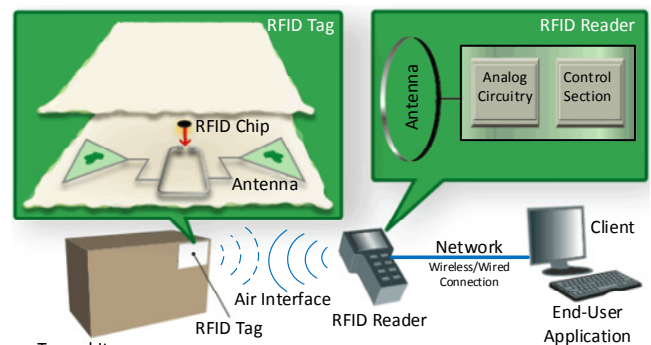 RFID Tag
RFID Chip
Antenna
RFID Reader
Antenna
Analog
Circuitry
Control
Section
Air Interface
RFID Tag
RFID Reader
Network
Wireless/Wired
Connection
Client
End-User
Application